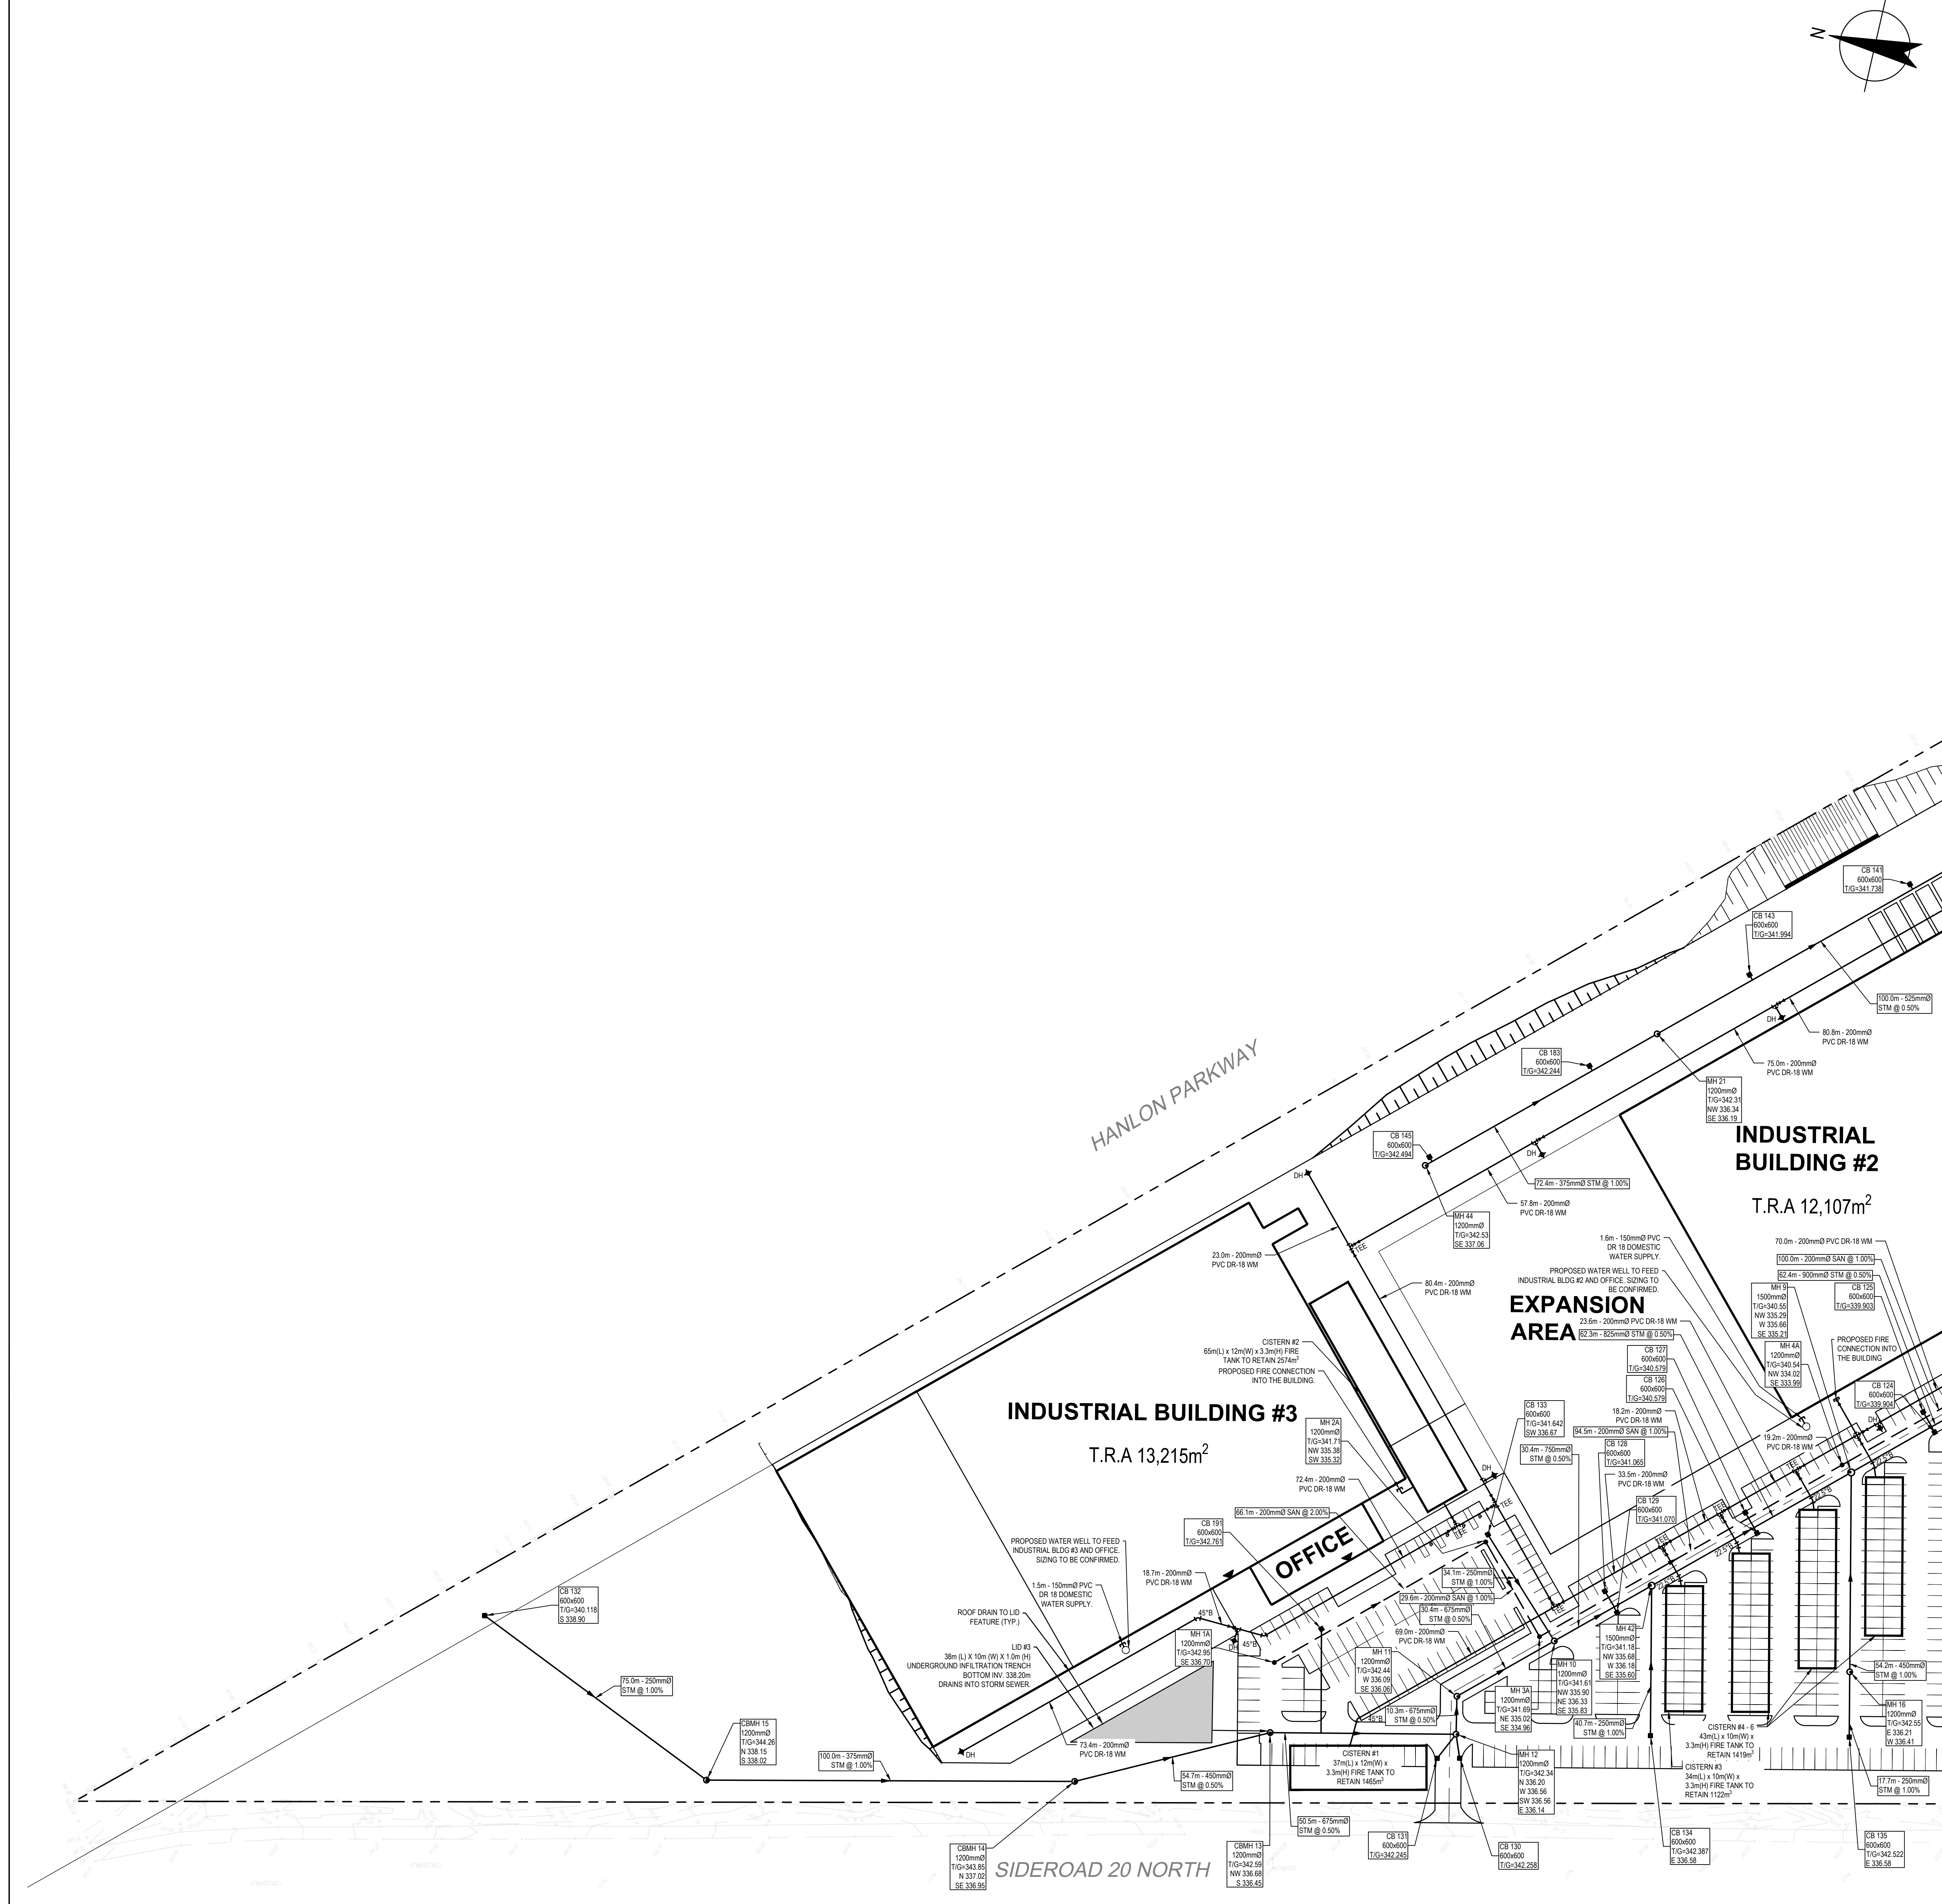 N
CB 141
600x600
T/G=341.738
CB 143
600x600
T/G=341.994
100.0m - 525mmØ
STM @ 0.50%
DH
80.8m - 200mmØ
PVC DR-18 WM
75.0m - 200mmØ
PVC DR-18 WM
CB 183
600x600
T/G=342.244
MH 21
1200mmØ
T/G=342.31
NW 336.34
SE 336.19
HANLON PARKWAY
INDUSTRIAL
BUILDING #2
T.R.A 12,107m²
CB 145
600x600
T/G=342.494
DH
DH
72.4m - 375mmØ STM @ 1.00%
57.8m - 200mmØ
PVC DR-18 WM
MH 44
1200mmØ
T/G=342.53
SE 337.06
TEE
23.0m - 200mmØ
PVC DR-18 WM
80.4m - 200mmØ
PVC DR-18 WM
1.6m - 150mmØ PVC
DR 18 DOMESTIC
WATER SUPPLY.
PROPOSED WATER WELL TO FEED
INDUSTRIAL BLDG #2 AND OFFICE. SIZING TO
BE CONFIRMED.
70.0m - 200mmØ PVC DR-18 WM
100.0m - 200mmØ SAN @ 1.00%
62.4m - 900mmØ STM @ 0.50%
MH 9
1500mmØ
T/G=340.55
NW 335.29
W 335.66
SE 335.21
CB 125
600x600
T/G=339.903
EXPANSION
AREA
23.6m - 200mmØ PVC DR-18 WM
62.3m - 825mmØ STM @ 0.50%
PROPOSED FIRE
CONNECTION INTO
THE BUILDING
MH 4A
1200mmØ
T/G=340.54
NW 334.02
SE 333.99
CB 127
600x600
T/G=340.579
CB 126
600x600
T/G=340.579
CB 124
600x600
T/G=339.904
CISTERN #2
65m(L) x 12m(W) x 3.3m(H) FIRE
TANK TO RETAIN 2574m³
PROPOSED FIRE CONNECTION
INTO THE BUILDING.
INDUSTRIAL BUILDING #3
T.R.A 13,215m²
MH 2A
1200mmØ
T/G=341.71
NW 335.38
SW 335.32
CB 133
600x600
T/G=341.642
SW 336.67
18.2m - 200mmØ
PVC DR-18 WM
94.5m - 200mmØ SAN @ 1.00%
19.2m - 200mmØ
PVC DR-18 WM
DH
30.4m - 750mmØ
STM @ 0.50%
CB 128
600x600
T/G=341.065
33.5m - 200mmØ
PVC DR-18 WM
CB 129
600x600
T/G=341.070
72.4m - 200mmØ
PVC DR-18 WM
DH
TEE
TEE
22.5°B
22.5°B
TEE
TEE
TEE
22.5°B
22.5°B
66.1m - 200mmØ SAN @ 2.00%
CB 191
600x600
T/G=342.761
OFFICE
PROPOSED WATER WELL TO FEED
INDUSTRIAL BLDG #3 AND OFFICE.
SIZING TO BE CONFIRMED.
18.7m - 200mmØ
PVC DR-18 WM
34.1m - 250mmØ
STM @ 1.00%
29.6m - 200mmØ SAN @ 1.00%
30.4m - 675mmØ
STM @ 0.50%
TEE
69.0m - 200mmØ
PVC DR-18 WM
1.5m - 150mmØ PVC
DR 18 DOMESTIC
WATER SUPPLY.
CB 132
600x600
T/G=340.118
S 338.90
ROOF DRAIN TO LID
FEATURE (TYP.)
45°B
45°B
DH
MH 1A
1200mmØ
T/G=342.95
SE 336.70
LID #3
38m (L) X 10m (W) X 1.0m (H)
UNDERGROUND INFILTRATION TRENCH
BOTTOM INV. 338.20m
DRAINS INTO STORM SEWER.
MH 11
1200mmØ
T/G=342.44
W 336.09
SE 336.06
MH 42
1500mmØ
T/G=341.18
NW 335.68
W 336.18
SE 335.60
MH 10
1200mmØ
T/G=341.61
NW 335.90
NE 336.33
SE 335.83
MH 3A
1200mmØ
T/G=341.69
NE 335.02
SE 334.96
54.2m - 450mmØ
STM @ 1.00%
75.0m - 250mmØ
STM @ 1.00%
10.3m - 675mmØ
STM @ 0.50%
45°B
40.7m - 250mmØ
STM @ 1.00%
MH 16
1200mmØ
T/G=342.55
E 336.21
W 336.41
CBMH 15
1200mmØ
T/G=344.26
N 338.15
S 338.02
100.0m - 375mmØ
STM @ 1.00%
DH
73.4m - 200mmØ
PVC DR-18 WM
54.7m - 450mmØ
STM @ 0.50%
CISTERN #1
37m(L) x 12m(W) x
3.3m(H) FIRE TANK TO
RETAIN 1465m³
MH 12
1200mmØ
T/G=342.34
N 336.20
W 336.56
SW 336.56
E 336.14
CISTERN #4 - 6
43m(L) x 10m(W) x
3.3m(H) FIRE TANK TO
RETAIN 1419m³
CISTERN #3
34m(L) x 10m(W) x
3.3m(H) FIRE TANK TO
RETAIN 1122m³
17.7m - 250mmØ
STM @ 1.00%
50.5m - 675mmØ
STM @ 0.50%
CBMH 14
1200mmØ
T/G=343.85
N 337.02
SE 336.95
SIDEROAD 20 NORTH
CBMH 13
1200mmØ
T/G=342.59
NW 336.68
S 336.45
CB 131
600x600
T/G=342.245
CB 130
600x600
T/G=342.258
CB 134
600x600
T/G=342.387
E 336.58
CB 135
600x600
T/G=342.522
E 336.58